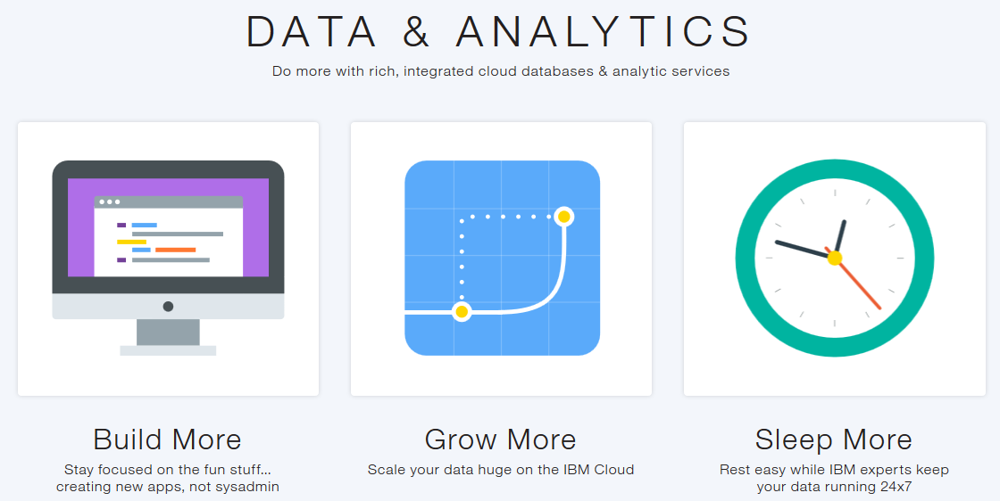 DATA & ANALYTICS
Do more with rich, integrated cloud databases & analytic services
Build More
Stay focused on the fun stuff...
creating new apps, not sysadmin
Grow More
Scale your data huge on the IBM Cloud
Sleep More
Rest easy while IBM experts keep
your data running 24x7